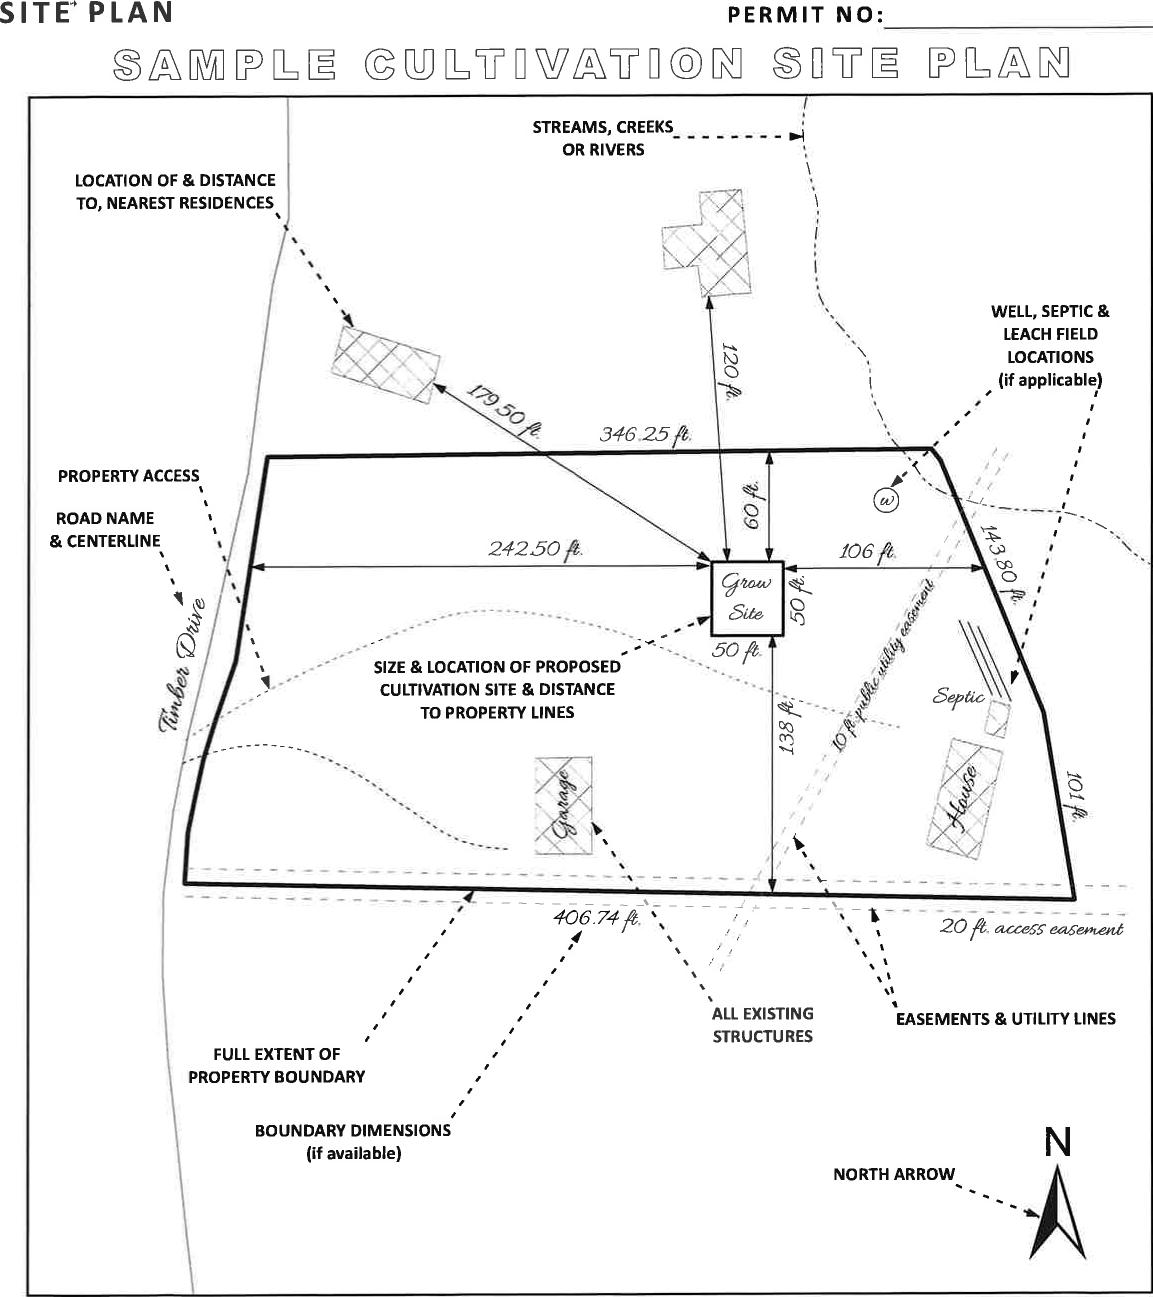 SITE PLAN
PERMIT NO:
SAMPLE CULTIVATION SITE PLAN
STREAMS, CREEKS
OR RIVERS
LOCATION OF & DISTANCE
TO, NEAREST RESIDENCES
WELL, SEPTIC &
LEACH FIELD
LOCATIONS
(if applicable)
120 ft.
179.50 ft.
346.25 ft.
PROPERTY ACCESS
ROAD NAME
& CENTERLINE
60 ft.
w
143.80 ft.
242.50 ft.
106 ft.
Grow
Site
50 ft.
50 ft.
10 ft public utility easement
Timber Drive
SIZE & LOCATION OF PROPOSED
CULTIVATION SITE & DISTANCE
TO PROPERTY LINES
Septic
138 ft.
Garage
House
101 ft.
406.74 ft.
20 ft. access easement
ALL EXISTING
STRUCTURES
EASEMENTS & UTILITY LINES
FULL EXTENT OF
PROPERTY BOUNDARY
BOUNDARY DIMENSIONS
(if available)
N
NORTH ARROW